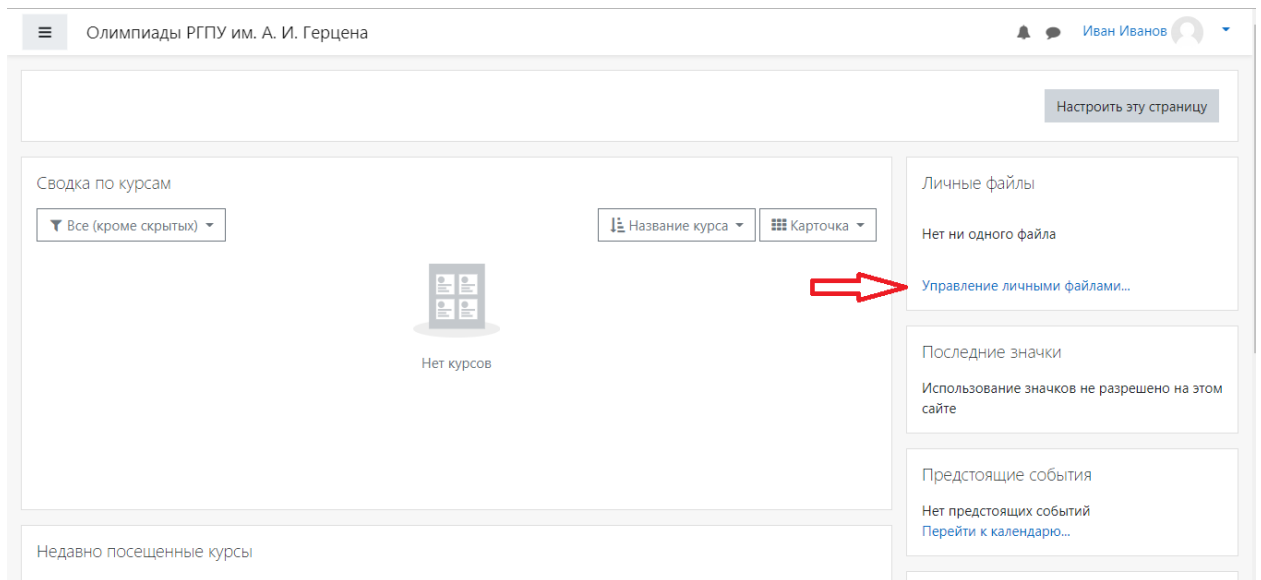 Олимпиады РГПУ им. А. И. Герцена
Иван Иванов
Настроить эту страницу
Сводка по курсам
Все (кроме скрытых)
Название курса
Карточка
Нет курсов
Недавно посещенные курсы
Личные файлы
Нет ни одного файла
Управление личными файлами...
Последние значки
Использование значков не разрешено на этом
сайте
Предстоящие события
Нет предстоящих событий
Перейти к календарю...